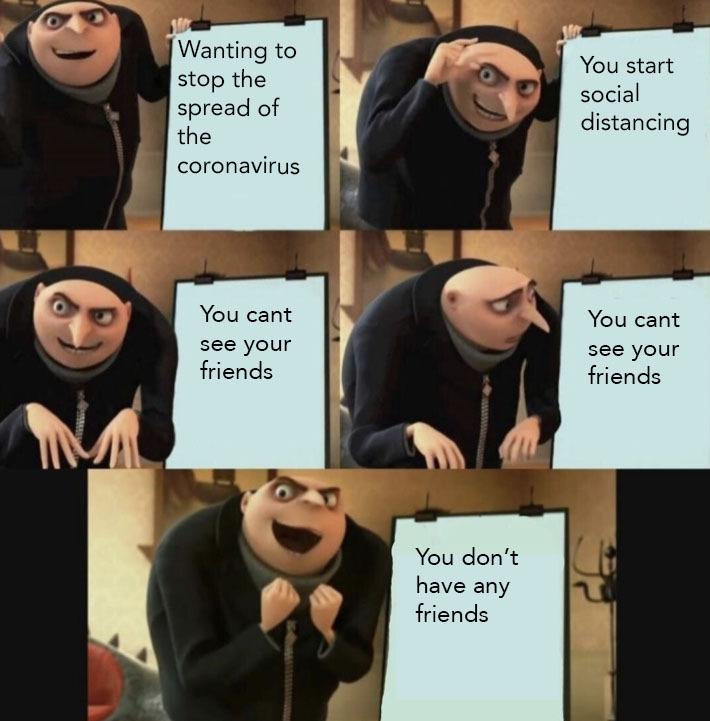 Wanting to
stop the
spread of
the
coronavirus
You start
social
distancing
You cant
see your
friends
You cant
see your
friends
You don't
have any
friends